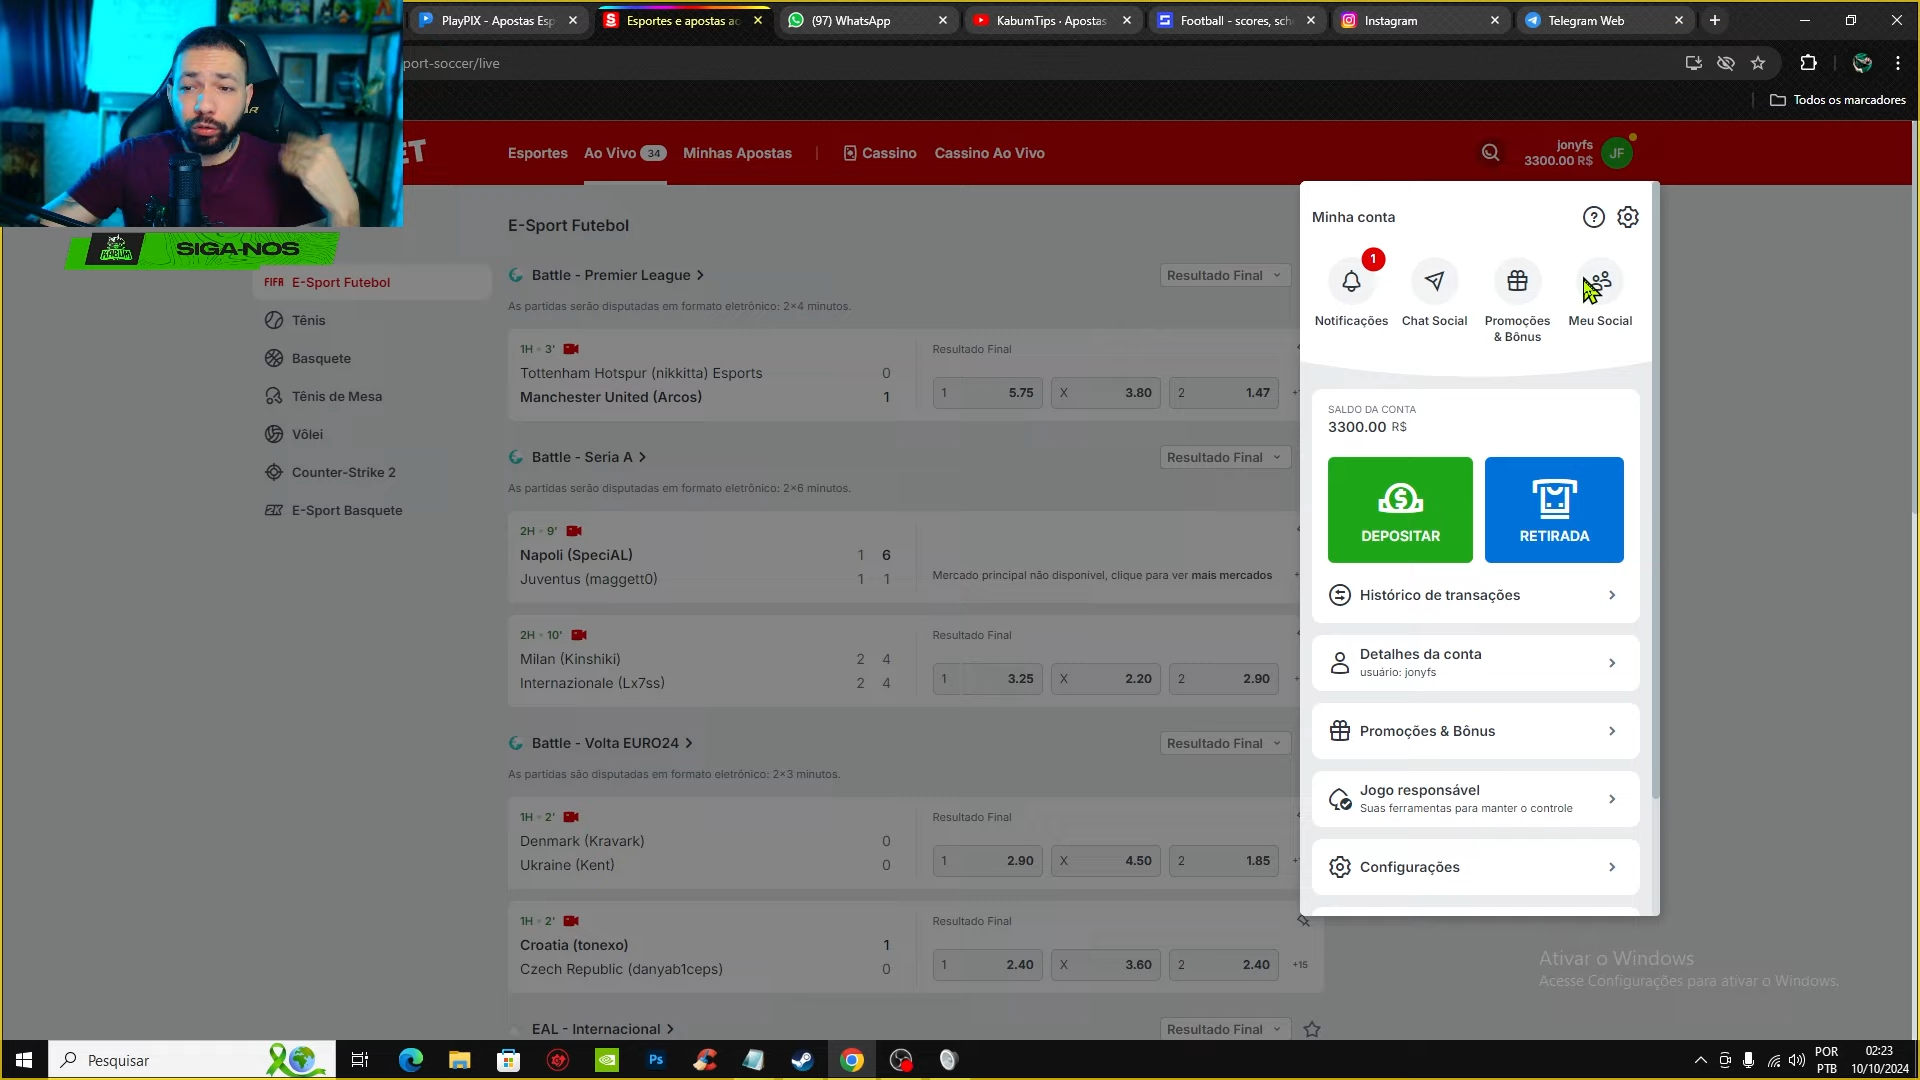 PlayPIX - Apostas Esp
Esportes e apostas ao
(97) WhatsApp
KabumTips - Apostas
Football - scores, sch
Instagram
Telegram Web
port-soccer/live
Todos os marcadores
ET
Esportes
Ao Vivo 34
Minhas Apostas
Cassino
Cassino Ao Vivo
jonyfs
3300.00 R$
JF
KABUM
SIGA-NOS
FIFA E-Sport Futebol
Tênis
Basquete
Tênis de Mesa
Vôlei
Counter-Strike 2
E-Sport Basquete
E-Sport Futebol
Battle - Premier League
Resultado Final
As partidas serão disputadas em formato eletrônico: 2x4 minutos.
1H • 3'
Resultado Final
Tottenham Hotspur (nikkitta) Esports 0
Manchester United (Arcos) 1
1 5.75 X 3.80 2 1.47
Battle - Seria A
Resultado Final
As partidas serão disputadas em formato eletrônico: 2x6 minutos.
2H • 9'
Napoli (SpeciAL) 1 6
Juventus (maggett0) 1 1
Mercado principal não disponível, clique para ver mais mercados
2H • 10'
Resultado Final
Milan (Kinshiki) 2 4
Internazionale (Lx7ss) 2 4
1 3.25 X 2.20 2 2.90
Battle - Volta EURO24
Resultado Final
As partidas são disputadas em formato eletrônico: 2x3 minutos.
1H • 2'
Resultado Final
Denmark (Kravark) 0
Ukraine (Kent) 0
1 2.90 X 4.50 2 1.85
1H • 2'
Resultado Final
Croatia (tonexo) 1
Czech Republic (danyab1ceps) 0
1 2.40 X 3.60 2 2.40 +15
EAL - Internacional
Resultado Final
Minha conta
1
Notificações
Chat Social
Promoções & Bônus
Meu Social
SALDO DA CONTA
3300.00 R$
DEPOSITAR
RETIRADA
Histórico de transações
Detalhes da conta
usuário: jonyfs
Promoções & Bônus
Jogo responsável
Suas ferramentas para manter o controle
Configurações
Ativar o Windows
Acesse Configurações para ativar o Windows.
Pesquisar
Ps
POR
PTB
02:23
10/10/2024